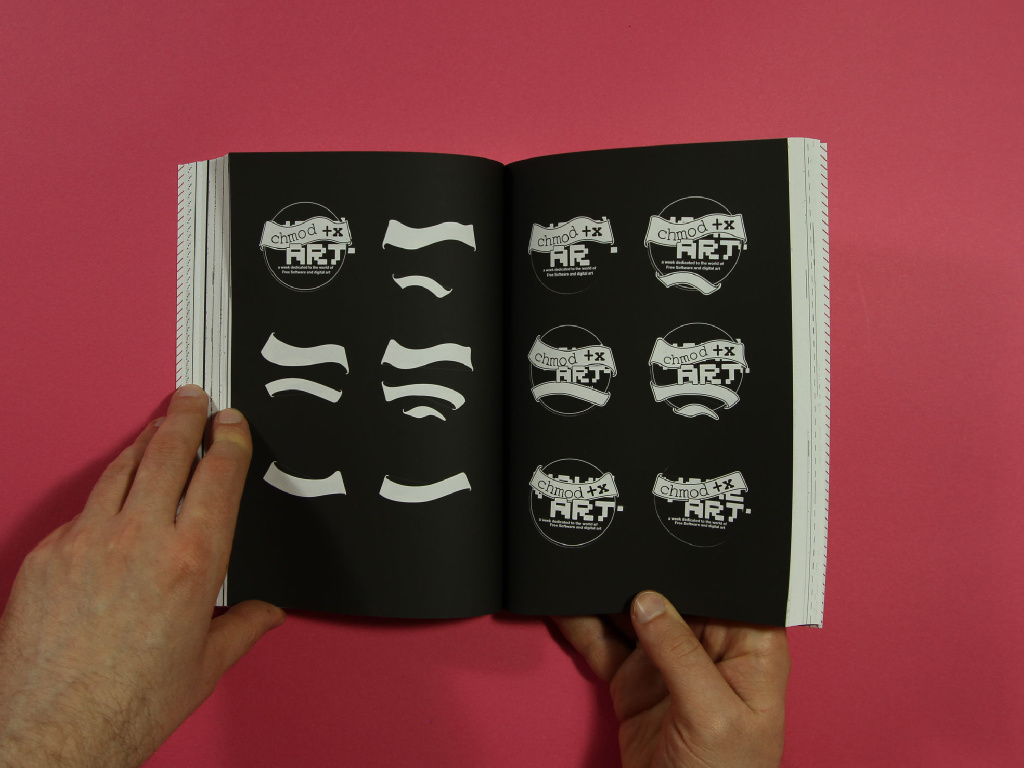 chmod +x
ART
a week dedicated to the world of
Free Software and digital art
chmod +x
AR
a week dedicated to the world of
Free Software and digital art
chmod +x
ART
chmod +x
ART
chmod +x
ART
chmod +x
ART
a week dedicated to the world of
Free Software and digital art
chmod +x
ART
a week dedicated to the world of
Free Software and digital art